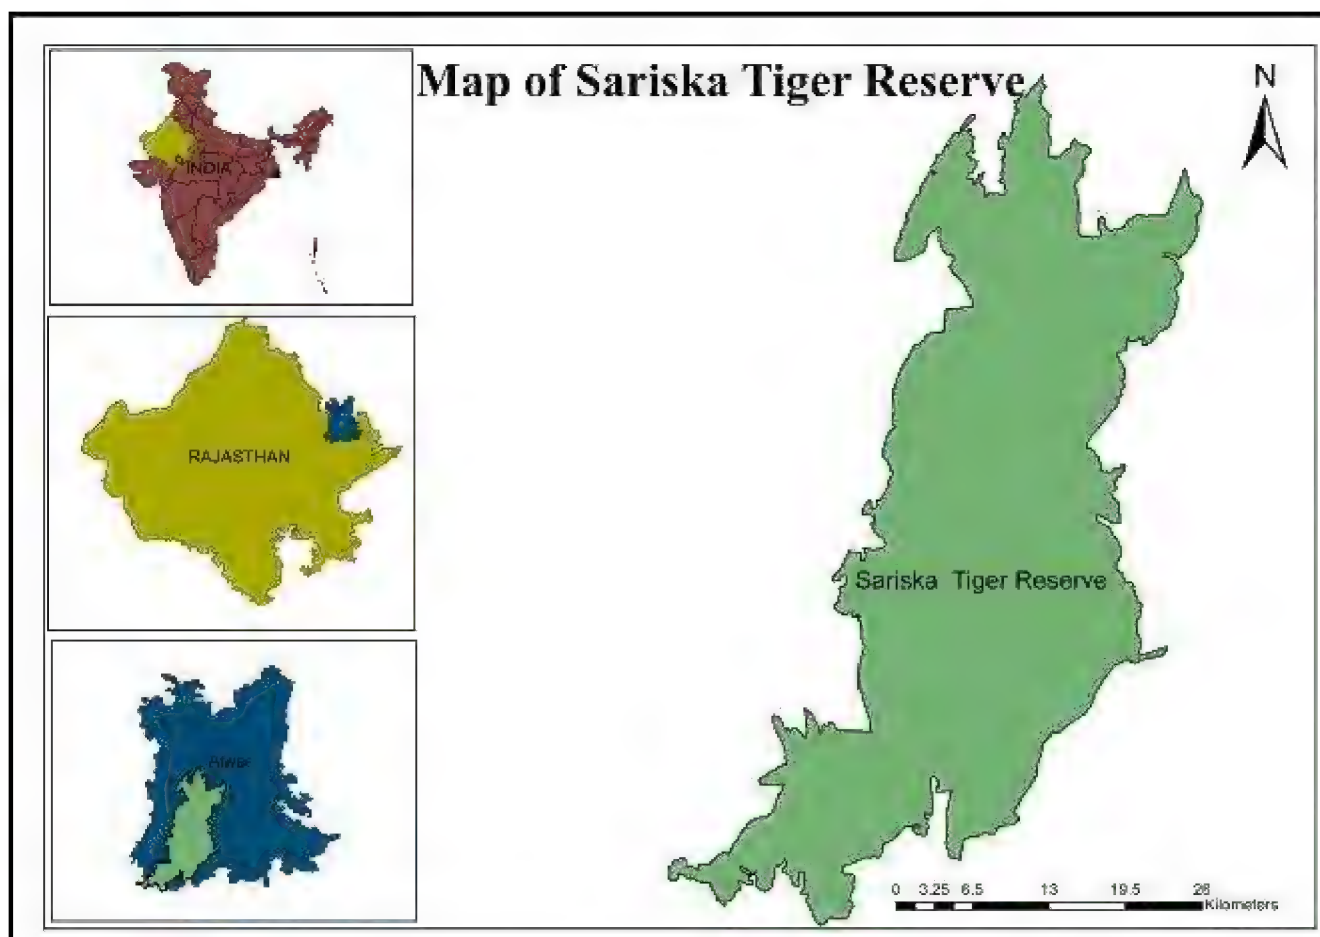 Map of Sariska Tiger Reserve
N
INDIA
RAJASTHAN
Alwar
Sariska Tiger Reserve
0 3.25 6.5 13 19.5 26
Kilometers